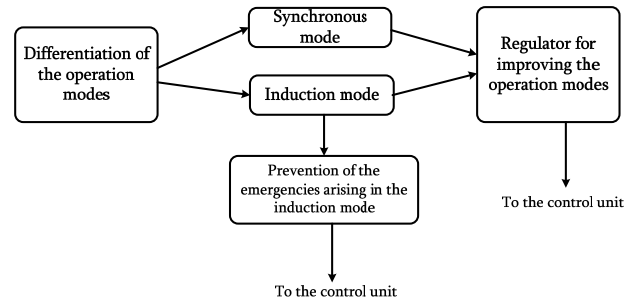 Differentiation of
the operation
modes
Synchronous
mode
Induction mode
Regulator for
improving the
operation modes
Prevention of the
emergencies arising in the
induction mode
To the control unit
To the control unit